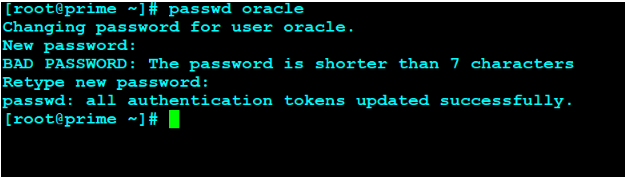 [root@prime ~]# passwd oracle
Changing password for user oracle.
New password:
BAD PASSWORD: The password is shorter than 7 characters
Retype new password:
passwd: all authentication tokens updated successfully.
[root@prime ~]#